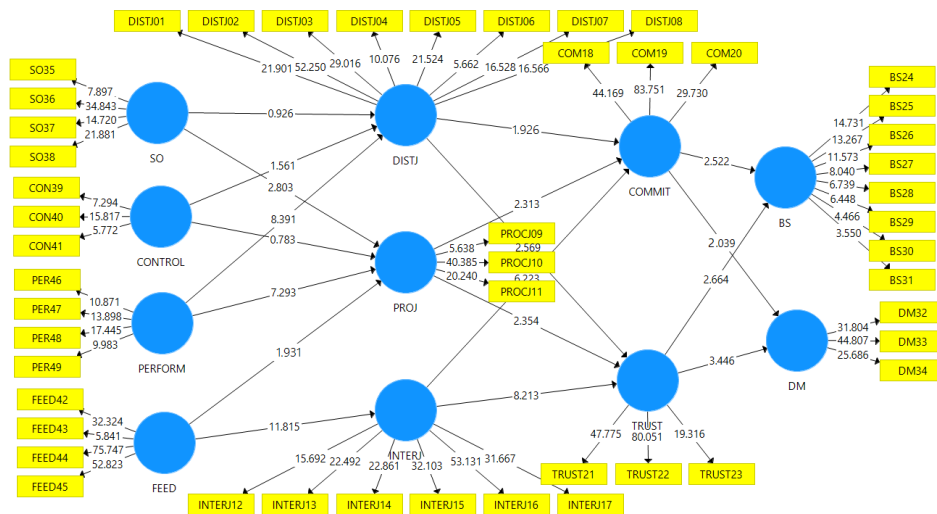 DISTJ01 DISTJ02 DISTJ03 DISTJ04 DISTJ05 DISTJ06 DISTJ07 DISTJ08
COM18 COM19 COM20
21.901 52.250 29.016 10.076 21.524 5.662 16.528 16.566
44.169 83.751 29.730
SO35
SO36
SO37
SO38
7.897
34.843
14.720
21.881
SO
0.926
2.803
DISTJ
1.926
COMMIT
2.522
BS24
BS25
BS26
BS27
BS28
BS29
BS30
BS31
14.731
13.267
11.573
8.040
6.739
6.448
4.466
3.550
BS
CON39
CON40
CON41
7.294
15.817
5.772
CONTROL
1.561
0.783
2.313
2.569
6.223
2.039
2.664
PROCJ09
PROCJ10
PROCJ11
5.638
40.385
20.240
PROJ
PER46
PER47
PER48
PER49
10.871
13.898
17.445
9.983
PERFORM
8.391
7.293
2.354
DM32
DM33
DM34
31.804
44.807
25.686
DM
3.446
FEED42
FEED43
FEED44
FEED45
32.324
5.841
75.747
52.823
FEED
1.931
11.815
INTERJ
8.213
TRUST
47.775 80.051 19.316
TRUST21 TRUST22 TRUST23
15.692 22.492 22.861 32.103 53.131 31.667
INTERJ12 INTERJ13 INTERJ14 INTERJ15 INTERJ16 INTERJ17